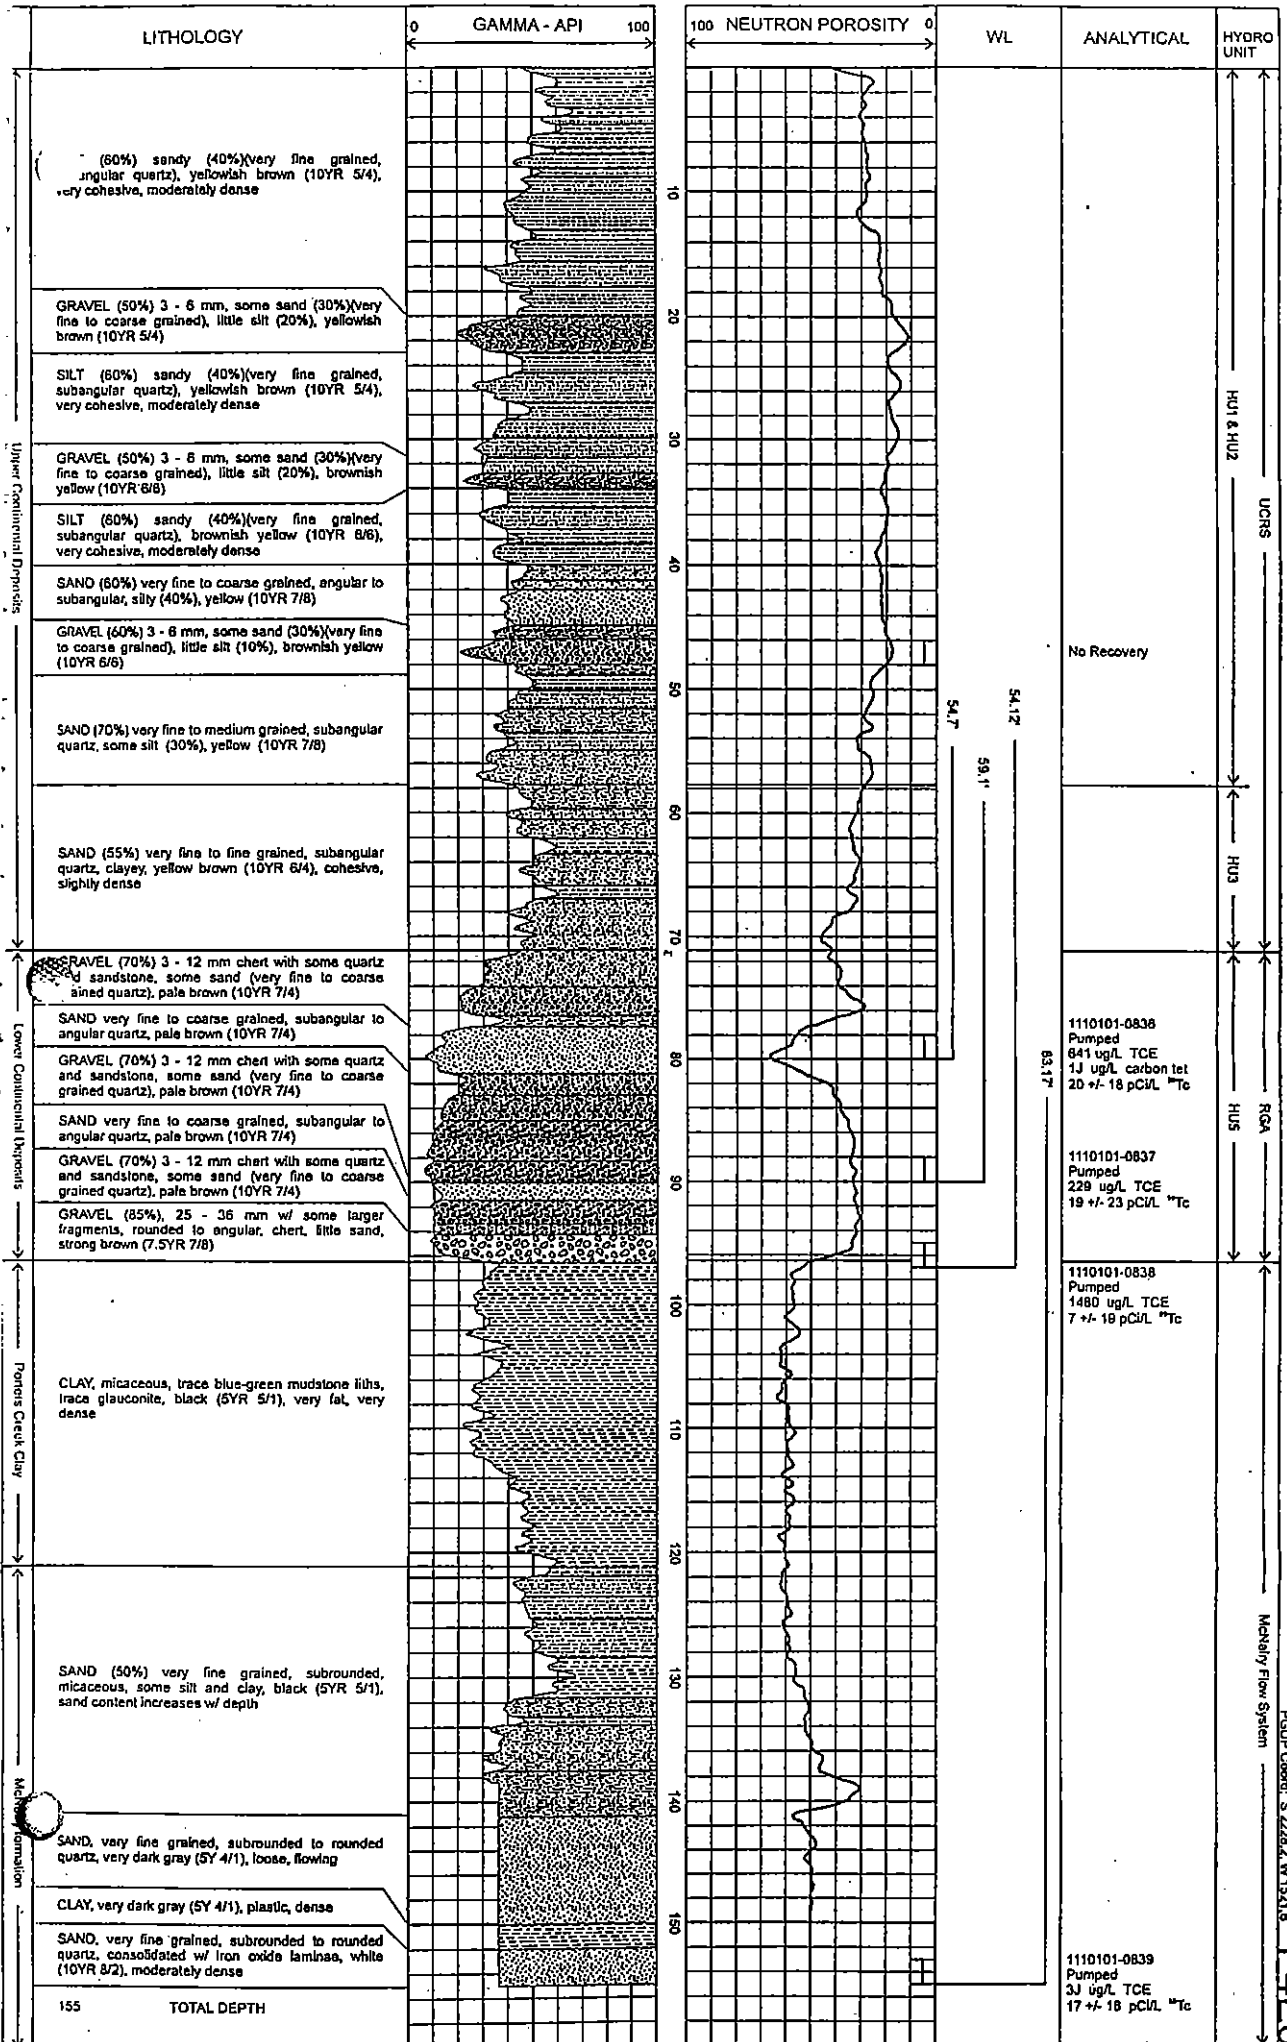 LITHOLOGY
0 GAMMA - API 100
100 NEUTRON POROSITY 0
WL
ANALYTICAL
HYDRO
UNIT
(60%) sandy (40%)(very fine grained,
angular quartz), yellowish brown (10YR 5/4),
very cohesive, moderately dense
GRAVEL (50%) 3 - 6 mm, some sand (30%)(very
fine to coarse grained), little silt (20%), yellowish
brown (10YR 5/4)
SILT (60%) sandy (40%)(very fine grained,
subangular quartz), yellowish brown (10YR 5/4),
very cohesive, moderately dense
GRAVEL (50%) 3 - 6 mm, some sand (30%)(very
fine to coarse grained), little silt (20%), brownish
yellow (10YR 6/6)
SILT (60%) sandy (40%)(very fine grained,
subangular quartz), brownish yellow (10YR 6/6),
very cohesive, moderately dense
SAND (60%) very fine to coarse grained, angular to
subangular, silty (40%), yellow (10YR 7/8)
GRAVEL (60%) 3 - 6 mm, some sand (30%)(very fine
to coarse grained), little silt (10%), brownish yellow
(10YR 6/6)
SAND (70%) very fine to medium grained, subangular
quartz, some silt (30%), yellow (10YR 7/8)
SAND (55%) very fine to fine grained, subangular
quartz, clayey, yellow brown (10YR 6/4), cohesive,
slightly dense
RAVEL (70%) 3 - 12 mm chert with some quartz
d sandstone, some sand (very fine to coarse
ained quartz), pale brown (10YR 7/4)
SAND very fine to coarse grained, subangular to
angular quartz, pale brown (10YR 7/4)
GRAVEL (70%) 3 - 12 mm chert with some quartz
and sandstone, some sand (very fine to coarse
grained quartz), pale brown (10YR 7/4)
SAND very fine to coarse grained, subangular to
angular quartz, pale brown (10YR 7/4)
GRAVEL (70%) 3 - 12 mm chert with some quartz
and sandstone, some sand (very fine to coarse
grained quartz), pale brown (10YR 7/4)
GRAVEL (85%), 25 - 36 mm w/ some larger
fragments, rounded to angular, chert, little sand,
strong brown (7.5YR 7/8)
CLAY, micaceous, trace blue-green mudstone liths,
trace glauconite, black (5YR 5/1), very fat, very
dense
SAND (50%) very fine grained, subrounded,
micaceous, some silt and clay, black (5YR 5/1),
sand content increases w/ depth
SAND, very fine grained, subrounded to rounded
quartz, very dark gray (5Y 4/1), loose, flowing
CLAY, very dark gray (5Y 4/1), plastic, dense
SAND, very fine grained, subrounded to rounded
quartz, consolidated w/ iron oxide laminae, white
(10YR 8/2), moderately dense
155 TOTAL DEPTH
Upper Continental Deposits
Lower Continental Deposits
Porters Creek Clay
10
20
30
40
50
60
70
80
90
100
110
120
130
140
150
54.7'
59.1'
54.12'
63.17'
No Recovery
1110101-0836
Pumped
641 ug/L TCE
1J ug/L carbon tet
20 +/- 18 pCi/L ⁹⁹Tc
1110101-0837
Pumped
229 ug/L TCE
19 +/- 23 pCi/L ⁹⁹Tc
1110101-0838
Pumped
1480 ug/L TCE
7 +/- 19 pCi/L ⁹⁹Tc
1110101-0839
Pumped
3J ug/L TCE
17 +/- 18 pCi/L ⁹⁹Tc
HU1 & HU2
HU3
HU5
UCRS
RGA
McNairy Flow System